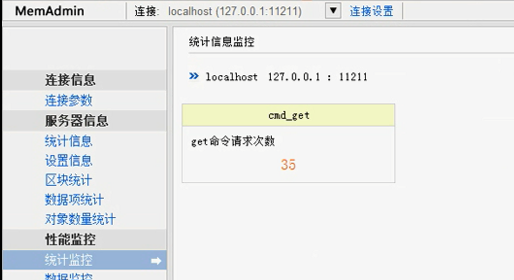 MemAdmin 连接: localhost (127.0.0.1:11211) 连接设置
统计信息监控
localhost 127.0.0.1 : 11211
cmd_get
get命令请求次数
35
连接信息
连接参数
服务器信息
统计信息
设置信息
区块统计
数据项统计
对象数量统计
性能监控
统计监控
数据监控